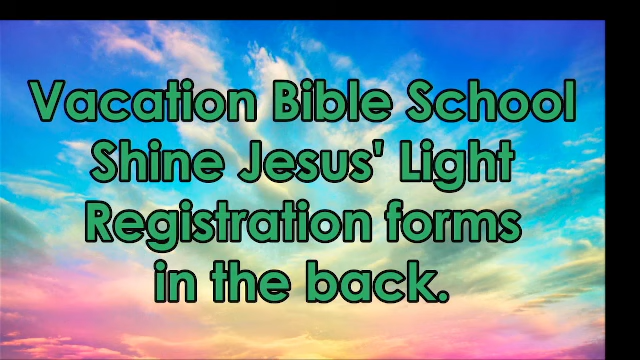 Vacation Bible School
Shine Jesus' Light
Registration forms
in the back.